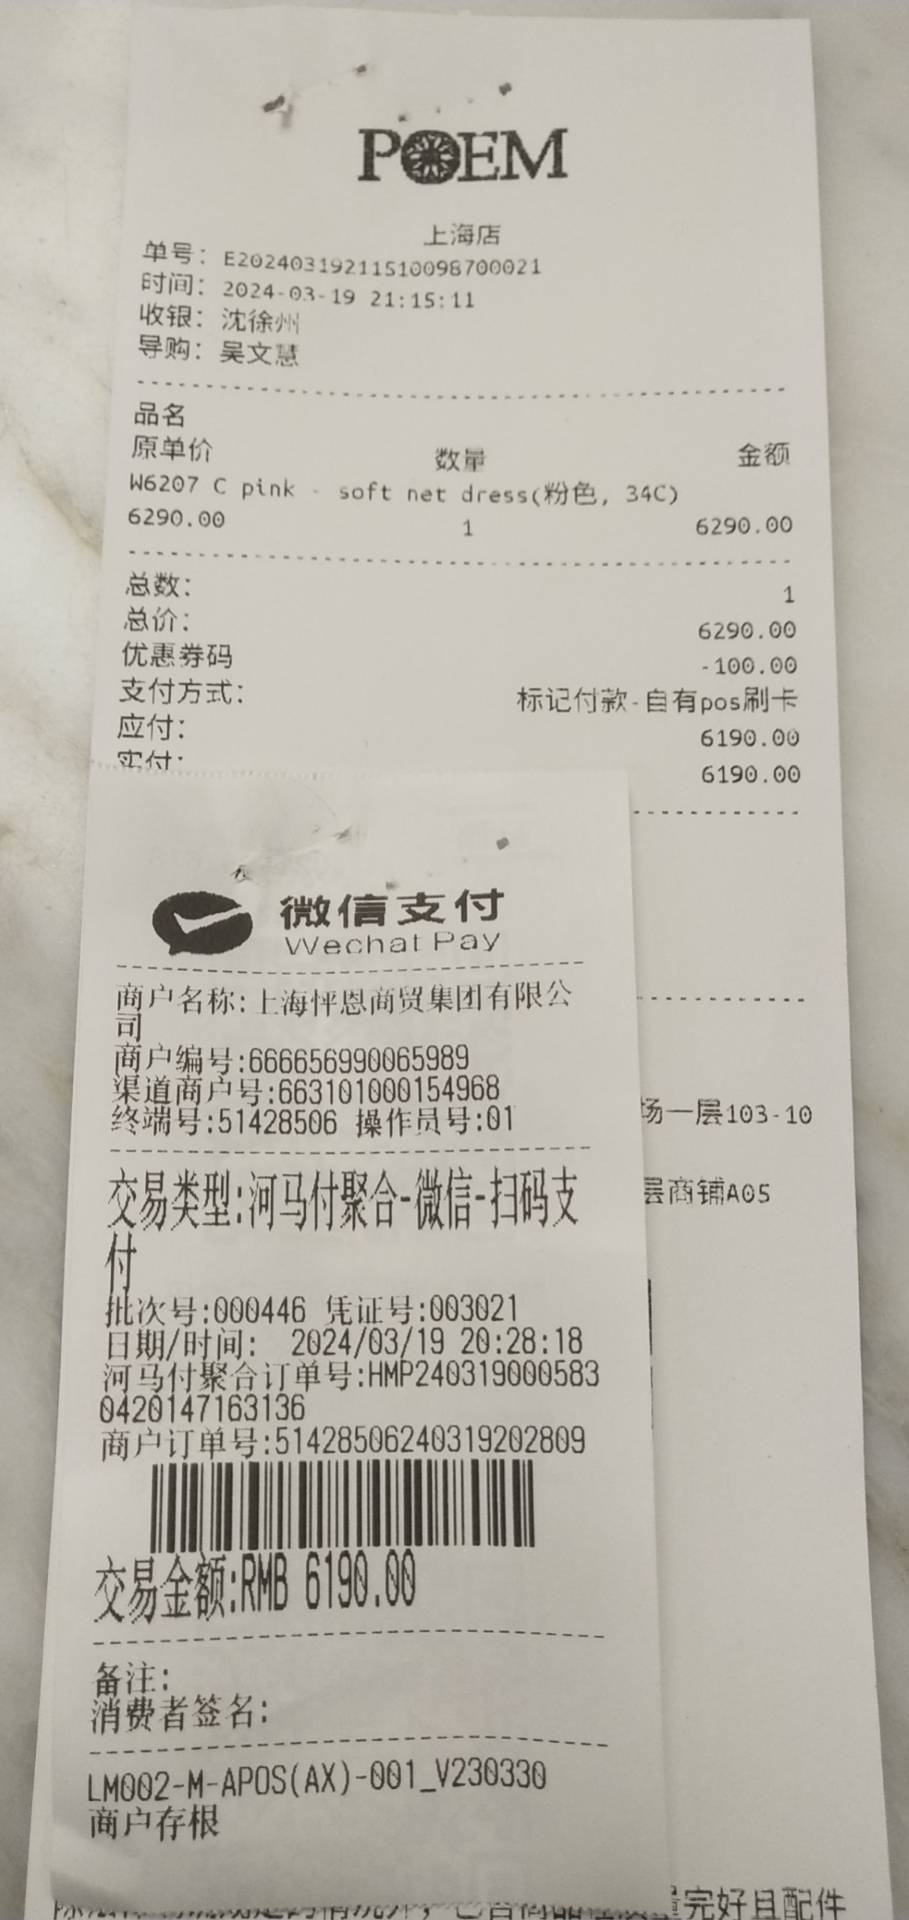 POEM
上海店
单号: E20240319211510098700021
时间: 2024-03-19 21:15:11
收银: 沈徐州
导购: 吴文慧
品名
原单价 数量 金额
W6207 C pink - soft net dress(粉色, 34C)
6290.00 1 6290.00
总数: 1
总价: 6290.00
优惠券码 -100.00
支付方式: 标记付款-自有pos刷卡
应付: 6190.00
实付: 6190.00
微信支付
Wechat Pay
商户名称:上海怦恩商贸集团有限公
司
商户编号:666656990065989
渠道商户号:663101000154968
终端号:51428506 操作员号:01
场一层103-10
层商铺A05
交易类型:河马付聚合-微信-扫码支
付
批次号:000446 凭证号:003021
日期/时间: 2024/03/19 20:28:18
河马付聚合订单号:HMP240319000583
0420147163136
商户订单号:51428506240319202809
交易金额:RMB 6190.00
备注:
消费者签名:
LM002-M-APOS(AX)-001_V230330
商户存根
完好且配件